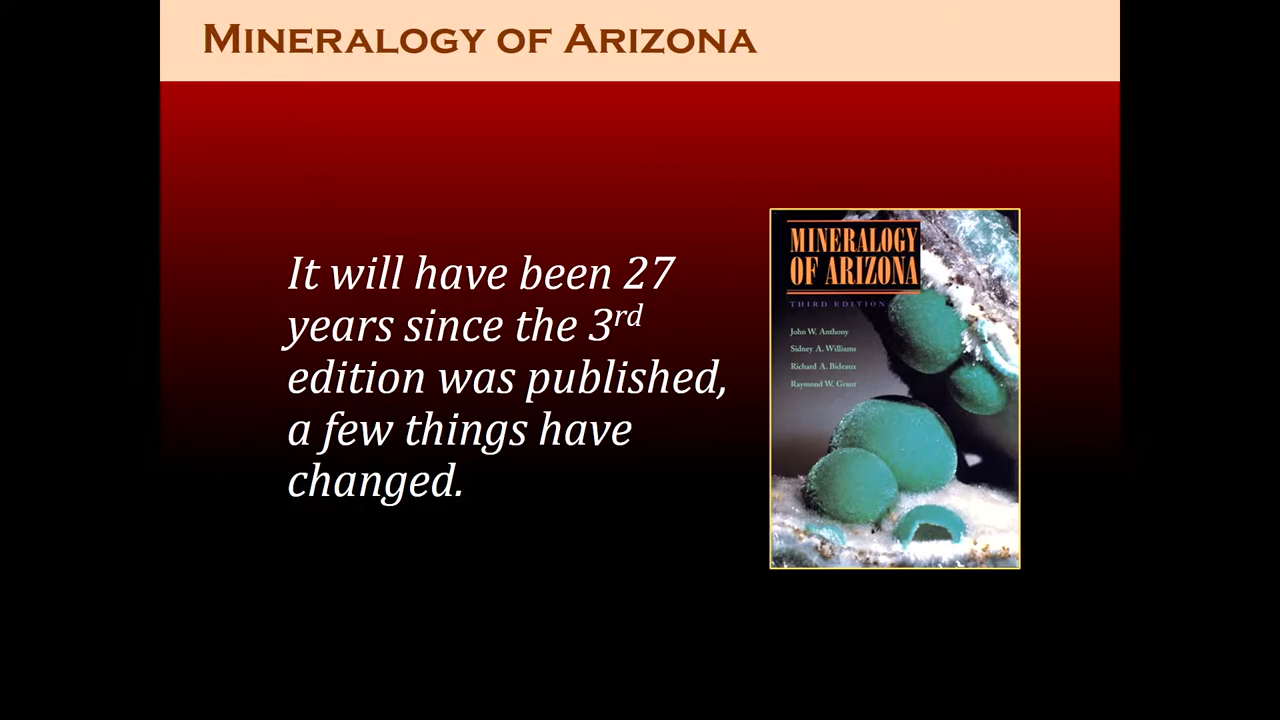 MINERALOGY OF ARIZONA
It will have been 27
years since the 3rd
edition was published,
a few things have
changed.
MINERALOGY
OF ARIZONA
THIRD EDITION
John W. Anthony
Sidney A. Williams
Richard A. Bideaux
Raymond W. Grant